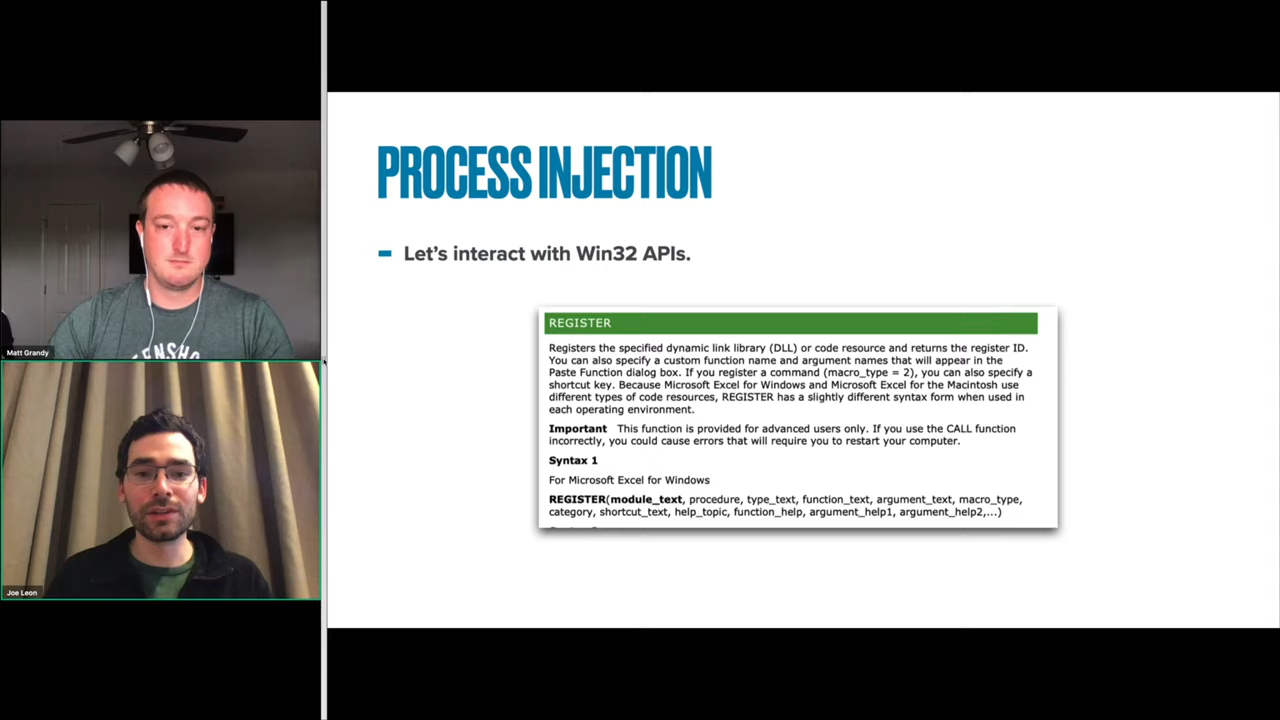 PROCESS INJECTION
Let's interact with Win32 APIs.
REGISTER
Registers the specified dynamic link library (DLL) or code resource and returns the register ID.
You can also specify a custom function name and argument names that will appear in the
Paste Function dialog box. If you register a command (macro_type = 2), you can also specify a
shortcut key. Because Microsoft Excel for Windows and Microsoft Excel for the Macintosh use
different types of code resources, REGISTER has a slightly different syntax form when used in
each operating environment.
Important This function is provided for advanced users only. If you use the CALL function
incorrectly, you could cause errors that will require you to restart your computer.
Syntax 1
For Microsoft Excel for Windows
REGISTER(module_text, procedure, type_text, function_text, argument_text, macro_type,
category, shortcut_text, help_topic, function_help, argument_help1, argument_help2,...)
Matt Grandy
Joe Leon